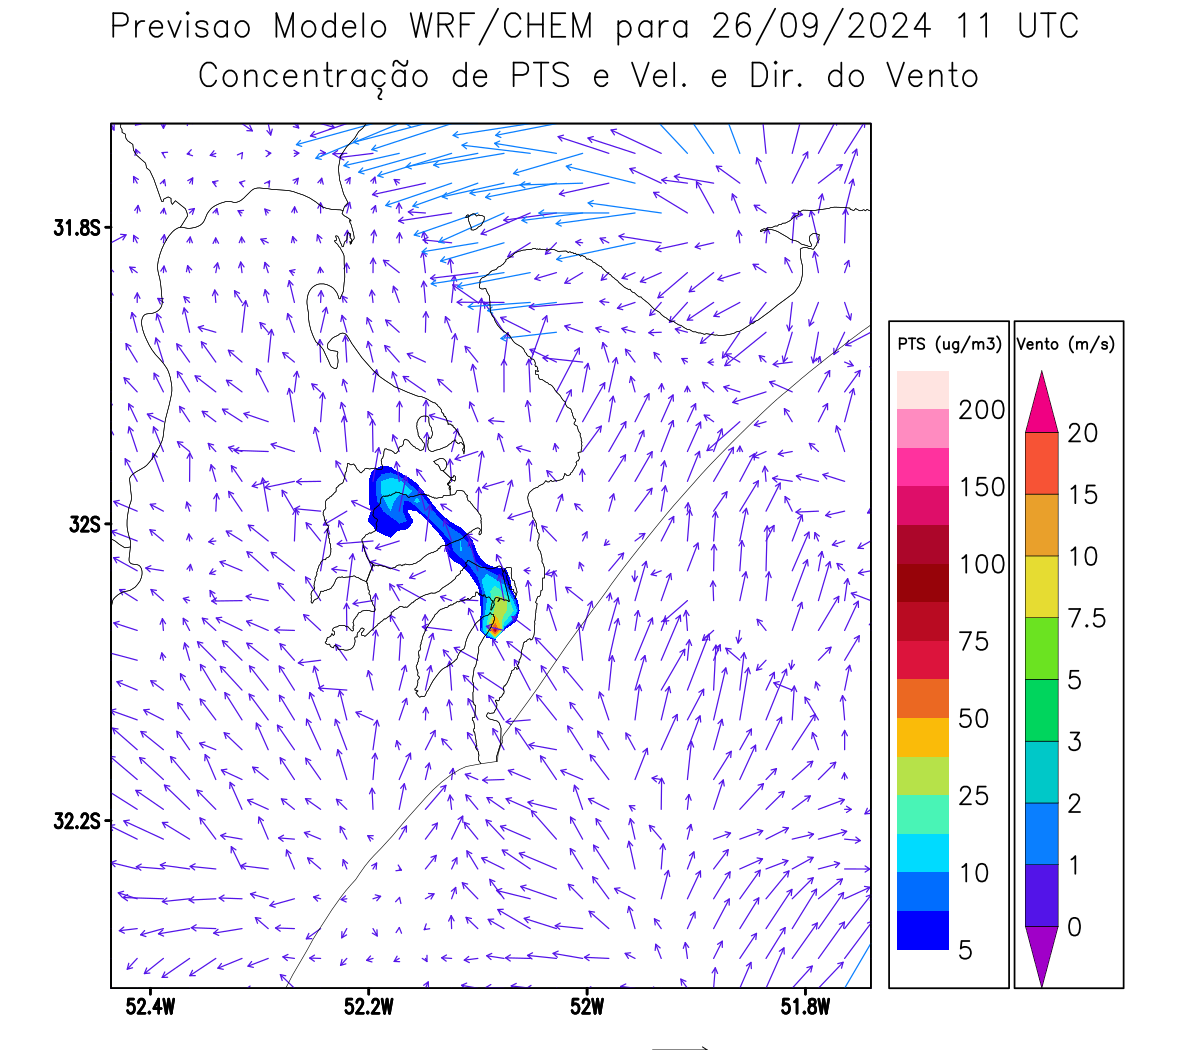 Previsao Modelo WRF/CHEM para 26/09/2024 11 UTC
Concentração de PTS e Vel. e Dir. do Vento
31.8S
32S
32.2S
52.4W
52.2W
52W
51.8W
PTS (ug/m3)
200
150
100
75
50
25
10
5
Vento (m/s)
20
15
10
7.5
5
3
2
1
0